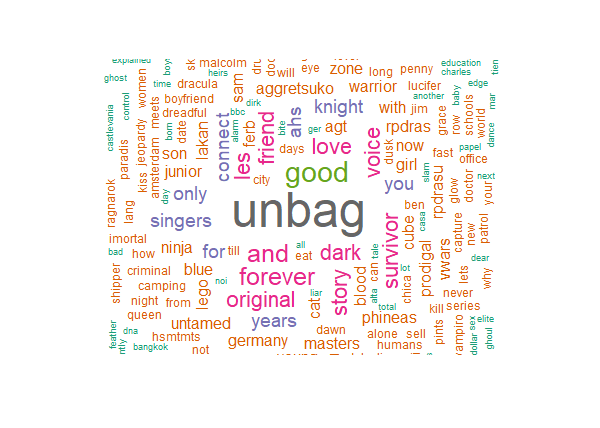 explained
boy
sk
malcolm
zone
long
penny
education
charles
tien
ghost
time
heirs
dracula
will
eye
warrior
lucifer
edge
women
sam
aggretsuko
another
baby
mar
castlevania
control
meets
boyfriend
dirk
knight
with
jim
grace
row
schools
world
dance
jeopardy
dreadful
connect
bbc
ahs
born
date
alarm
ferb
friend
bite
ger
agt
voice
rpdras
dusk
now
papel
office
kiss
amsterdam
son
lakan
les
love
fast
paradis
junior
days
good
girl
slam
doctor
next
day
only
city
you
rpdrasu
glow
your
ragnarok
lang
singers
unbag
survivor
ben
casa
capture
new
patrol
imortal
bad
how
ninja
for
till
and
all
eat
dark
tale
cube
prodigal
vwars
lets
dear
why
shipper
criminal
blue
noi
forever
story
can
lot
camping
lego
original
liar
cat
blood
alta
chica
never
night
from
total
kill
series
queen
untamed
years
phineas
pints
vampiro
sex
elite
feather
dna
hsmtmts
dawn
alone
sell
dollar
ghoul
ntly
bangkok
not
germany
masters
humans